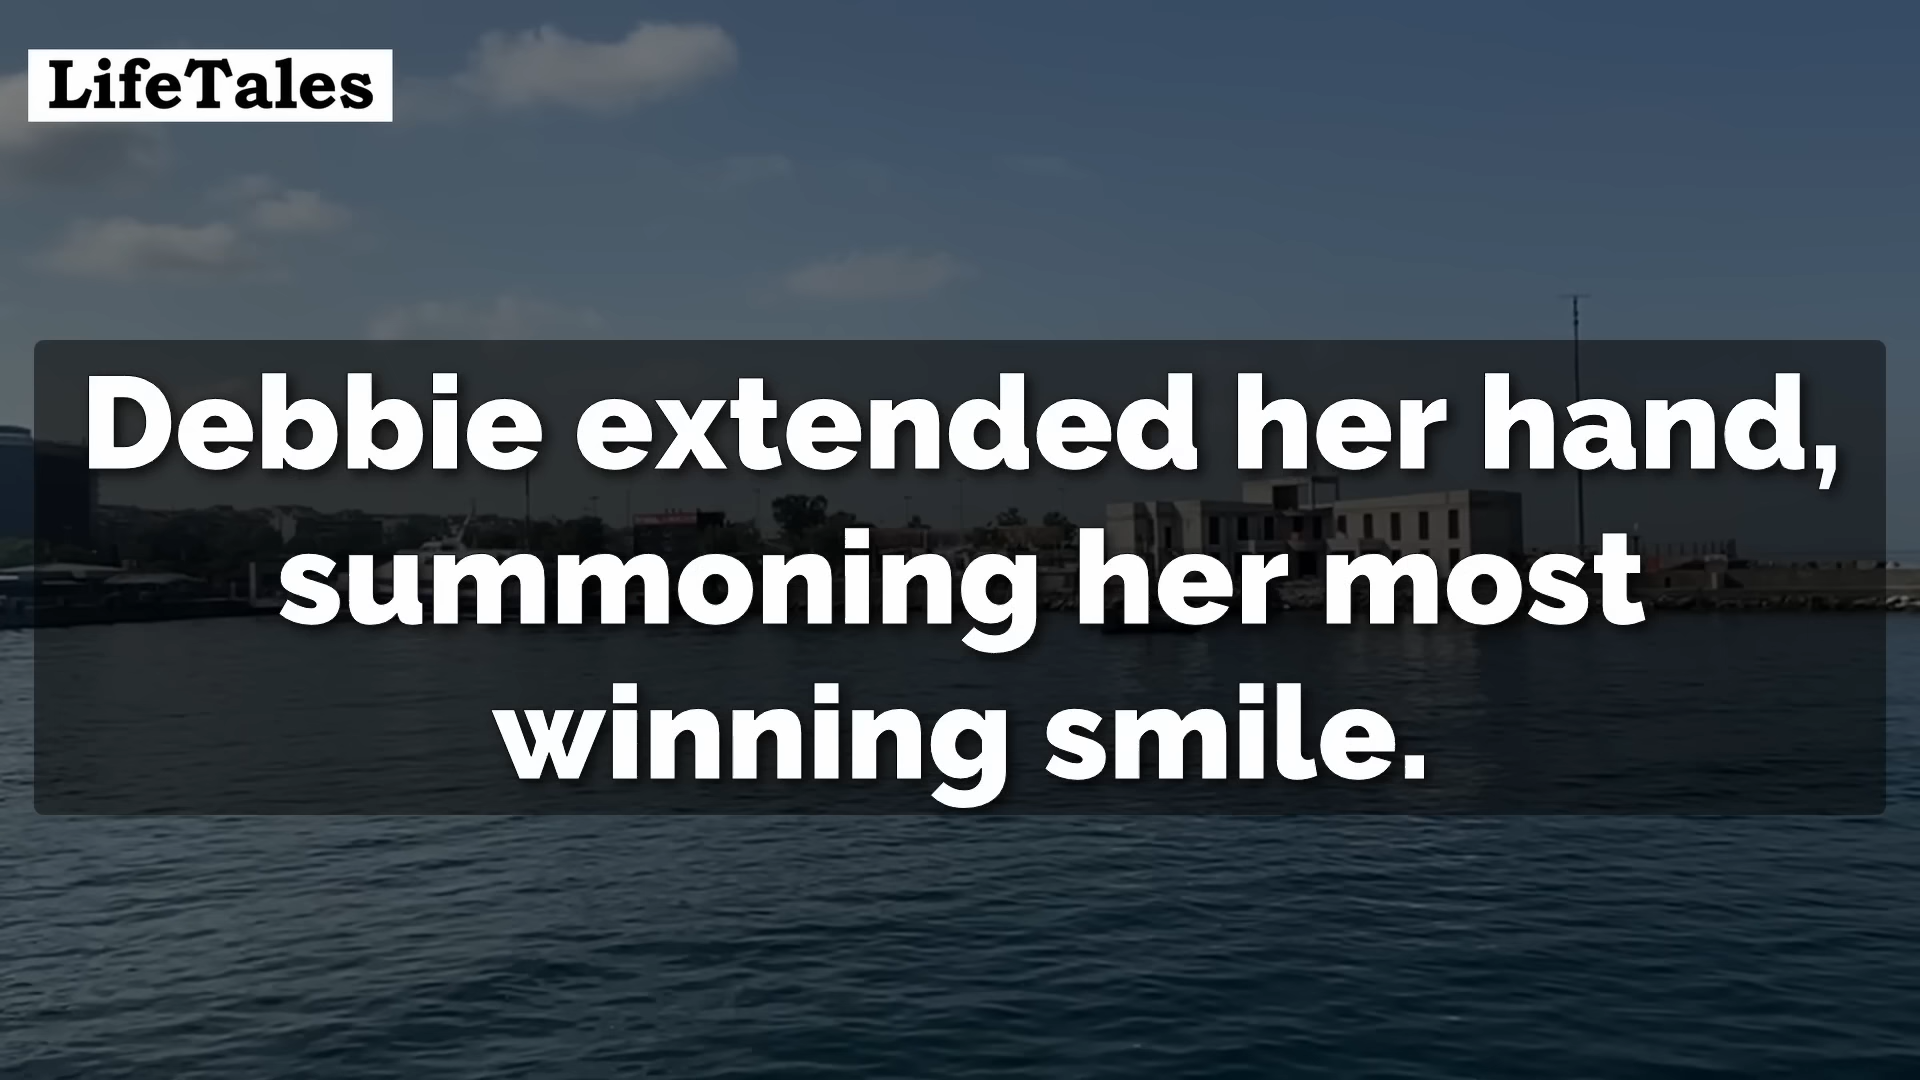 LifeTales
Debbie extended her hand,
summoning her most
winning smile.